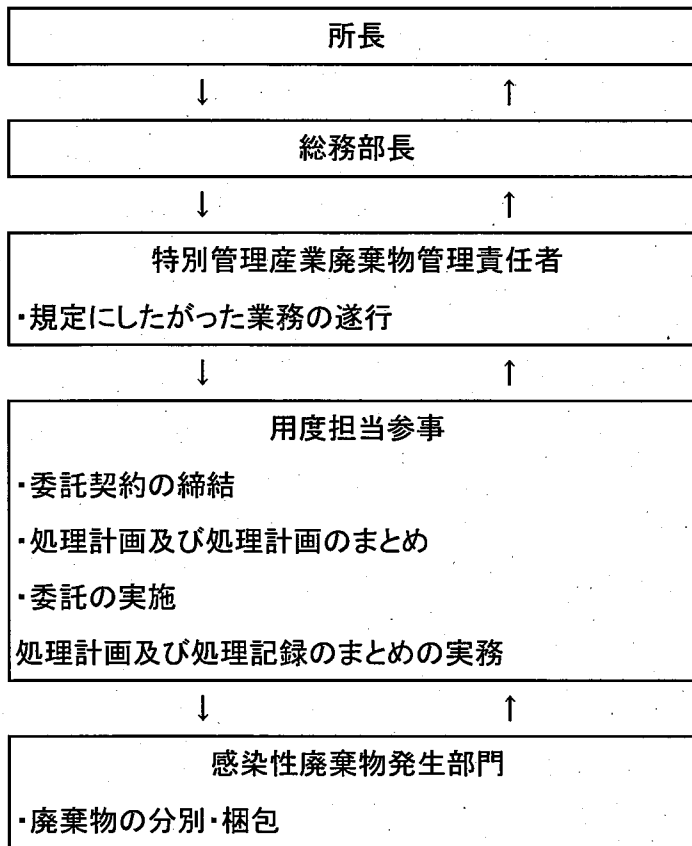 所長
↓ ↑
総務部長
↓ ↑
特別管理産業廃棄物管理責任者
・規定にしたがった業務の遂行
↓ ↑
用度担当参事
・委託契約の締結
・処理計画及び処理計画のまとめ
・委託の実施
処理計画及び処理記録のまとめの実務
↓ ↑
感染性廃棄物発生部門
・廃棄物の分別・梱包